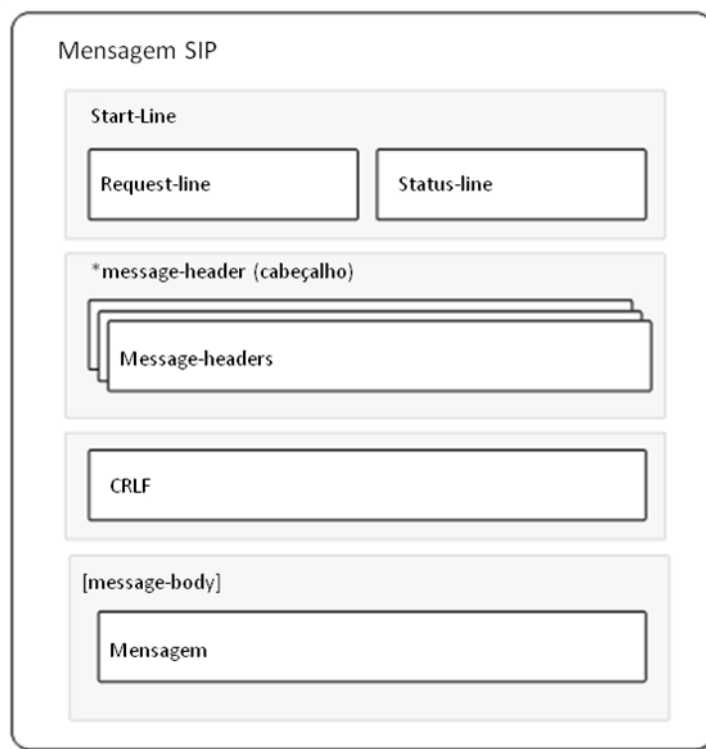 Mensagem SIP
Start-Line
Request-line
Status-line
*message-header (cabeçalho)
Message-headers
CRLF
[message-body]
Mensagem